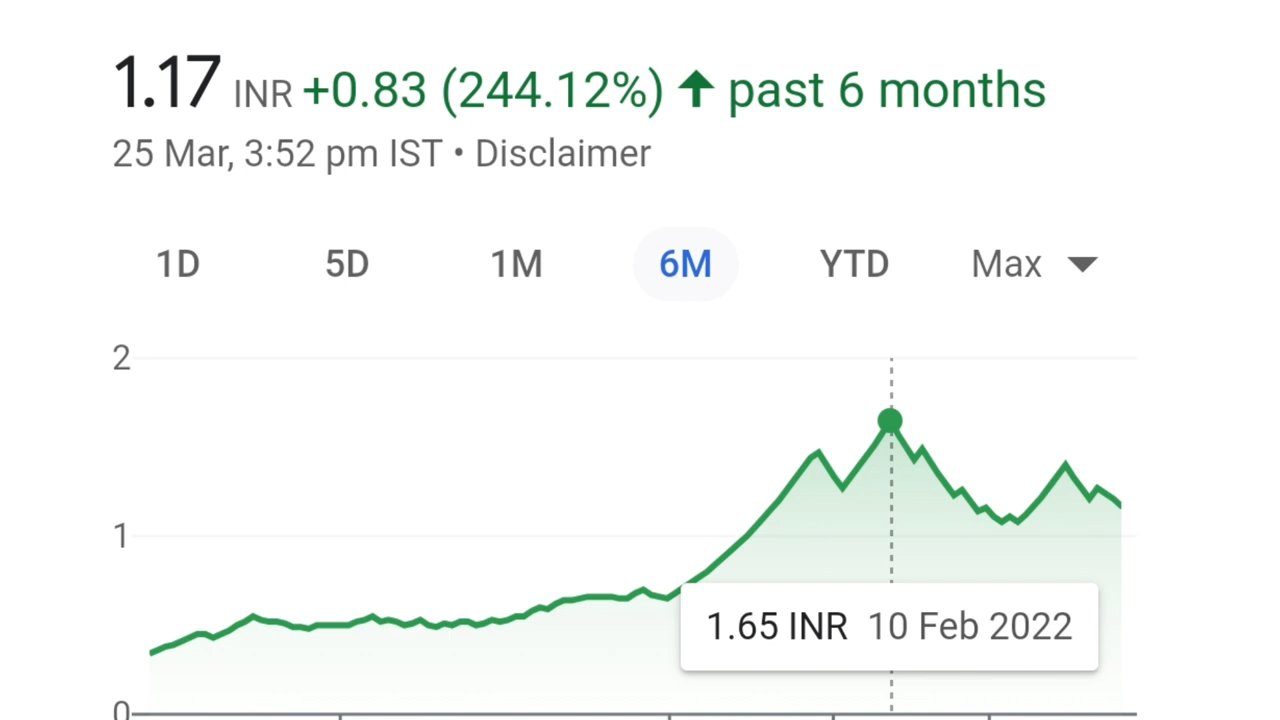 1.17 INR +0.83 (244.12%) ↑ past 6 months
25 Mar, 3:52 pm IST • Disclaimer
1D 5D 1M 6M YTD Max
2
1
1.65 INR 10 Feb 2022
0